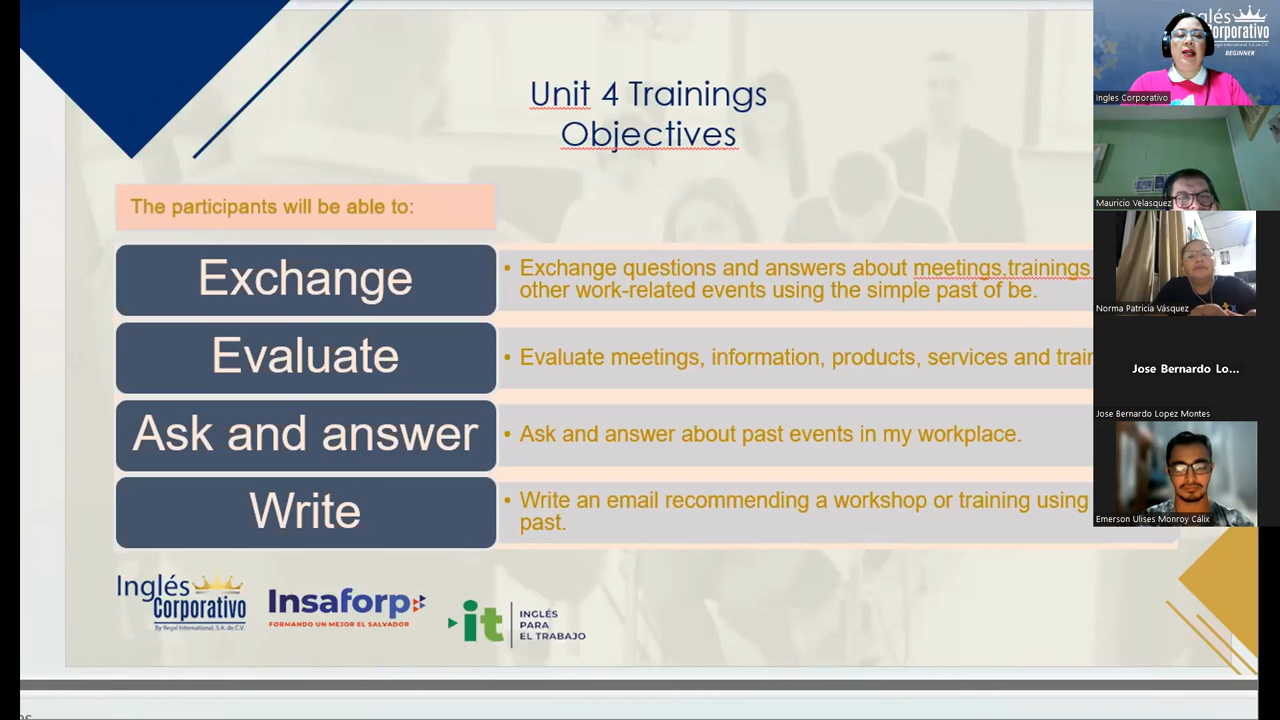 Unit 4 Trainings
Objectives
The participants will be able to:
Exchange
• Exchange questions and answers about meetings.trainings
other work-related events using the simple past of be.
Evaluate
• Evaluate meetings, information, products, services and train
Ask and answer
• Ask and answer about past events in my workplace.
Write
• Write an email recommending a workshop or training using
past.
Inglés
Corporativo
By Regal International, S.A. de C.V.
Insaforp
FORMANDO UN MEJOR EL SALVADOR
it
INGLÉS
PARA
EL TRABAJO
Inglés
Corporativo
BEGINNER
Ingles Corporativo
Mauricio Velasquez
Norma Patricia Vásquez
Jose Bernardo Lo...
Jose Bernardo Lopez Montes
Emerson Ulises Monroy Cálix